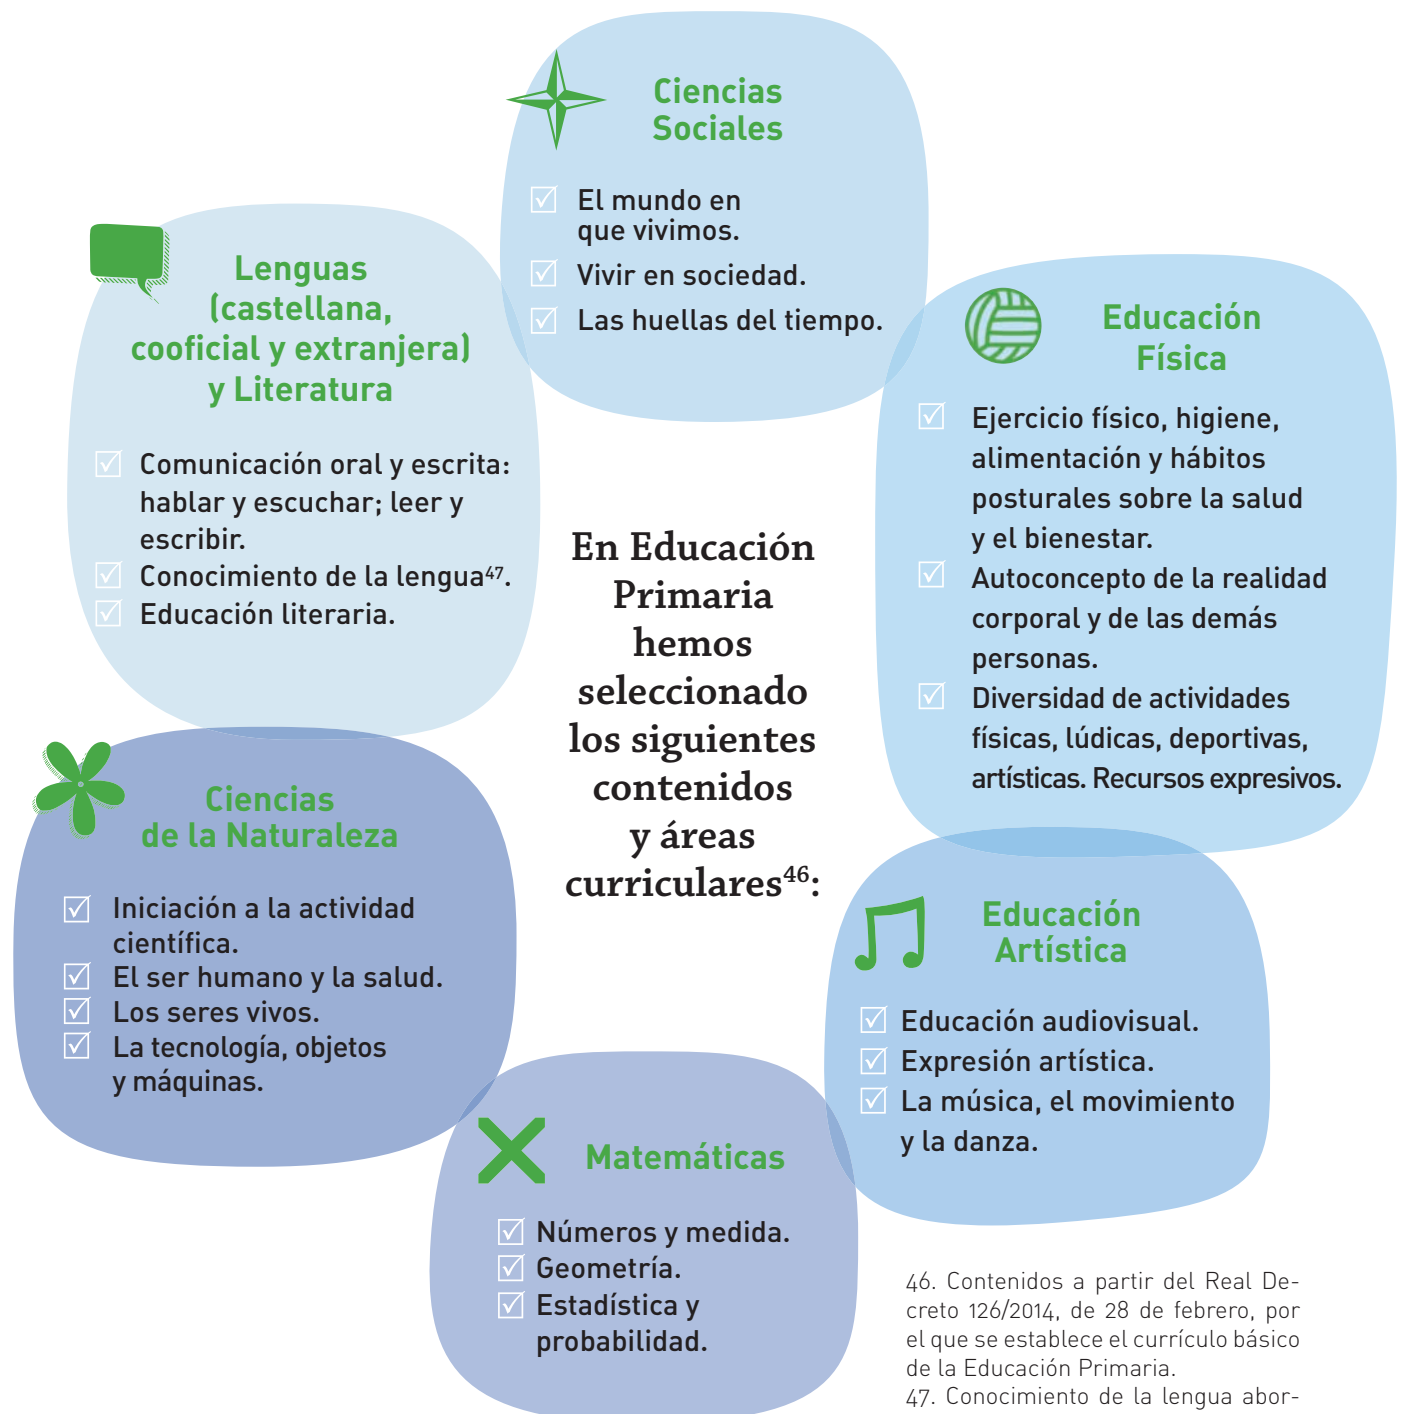 Ciencias
Sociales
El mundo en
que vivimos.
Vivir en sociedad.
Las huellas del tiempo.
Lenguas
(castellana,
cooficial y extranjera)
y Literatura
Comunicación oral y escrita:
hablar y escuchar; leer y
escribir.
Conocimiento de la lengua47.
Educación literaria.
Educación
Física
Ejercicio físico, higiene,
alimentación y hábitos
posturales sobre la salud
y el bienestar.
Autoconcepto de la realidad
corporal y de las demás
personas.
Diversidad de actividades
físicas, lúdicas, deportivas,
artísticas. Recursos expresivos.
En Educación
Primaria
hemos
seleccionado
los siguientes
contenidos
y áreas
curriculares46:
Ciencias
de la Naturaleza
Iniciación a la actividad
científica.
El ser humano y la salud.
Los seres vivos.
La tecnología, objetos
y máquinas.
Educación
Artística
Educación audiovisual.
Expresión artística.
La música, el movimiento
y la danza.
Matemáticas
Números y medida.
Geometría.
Estadística y
probabilidad.
46. Contenidos a partir del Real De-
creto 126/2014, de 28 de febrero, por
el que se establece el currículo básico
de la Educación Primaria.
47. Conocimiento de la lengua abor-